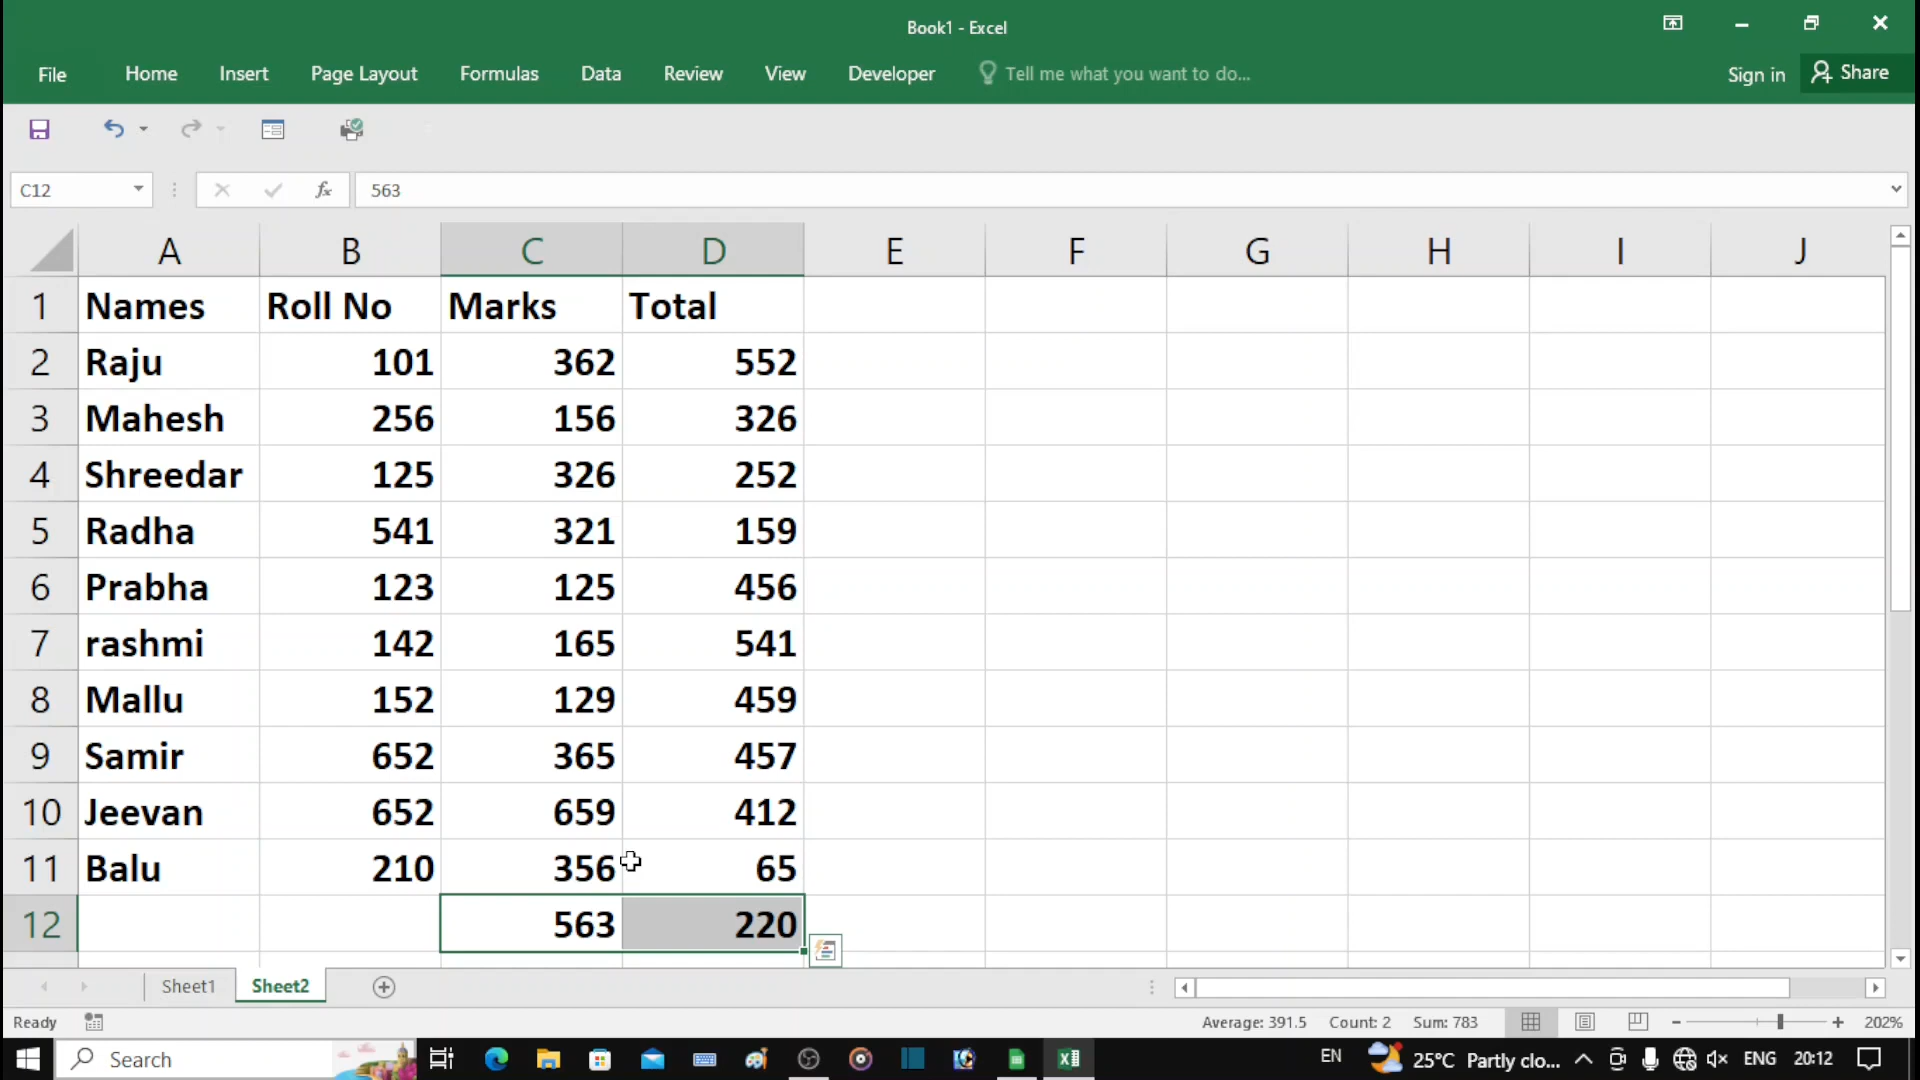 Book1 - Excel
File Home Insert Page Layout Formulas Data Review View Developer Tell me what you want to do... Sign in Share
C12 fx 563
A B C D E F G H I J
1 Names Roll No Marks Total
2 Raju 101 362 552
3 Mahesh 256 156 326
4 Shreedar 125 326 252
5 Radha 541 321 159
6 Prabha 123 125 456
7 rashmi 142 165 541
8 Mallu 152 129 459
9 Samir 652 365 457
10 Jeevan 652 659 412
11 Balu 210 356 65
12 563 220
Sheet1 Sheet2
Ready Average: 391.5 Count: 2 Sum: 783 202%
Search EN 25°C Partly clo... ENG 20:12